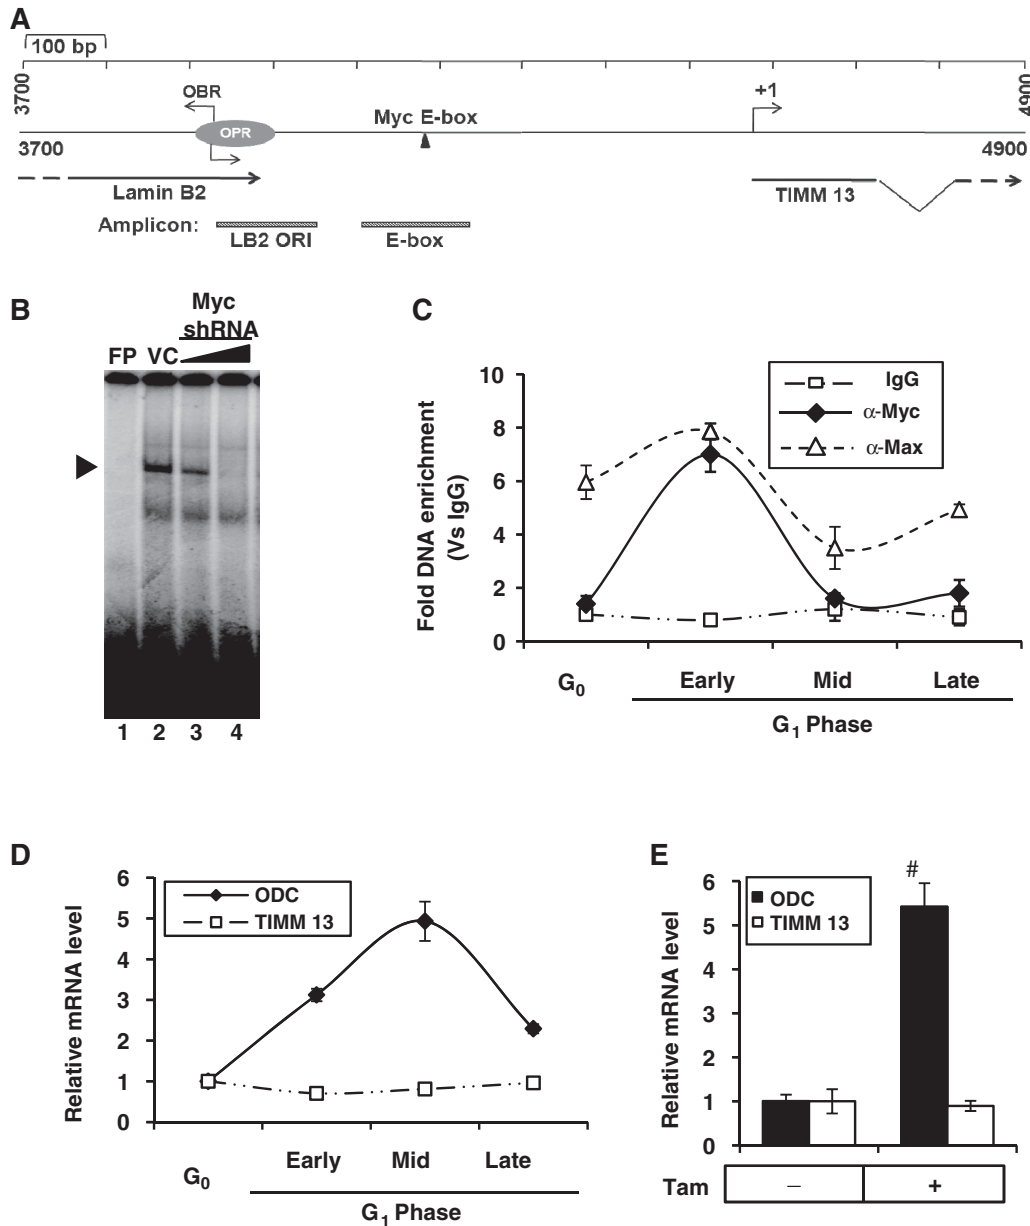 A
100 bp
3700
4900
OBR
+1
OPR
Myc E-box
3700
4900
Lamin B2
TIMM 13
Amplicon:
LB2 ORI
E-box
B
Myc
shRNA
FP VC
1 2 3 4
C
10
8
6
4
2
0
Fold DNA enrichment
(Vs IgG)
IgG
α-Myc
α-Max
G0 Early Mid Late
G1 Phase
D
6
5
4
3
2
1
0
Relative mRNA level
ODC
TIMM 13
G0 Early Mid Late
G1 Phase
E
6
5
4
3
2
1
0
Relative mRNA level
ODC
TIMM 13
#
Tam − +